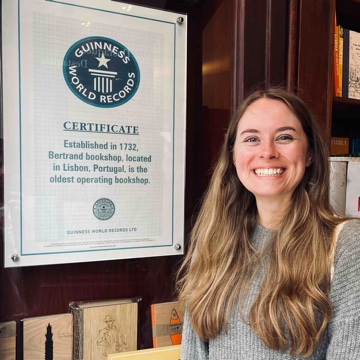 GUINNESS
WORLD RECORDS
CERTIFICATE
Established in 1732,
Bertrand bookshop, located
in Lisbon, Portugal, is the
oldest operating bookshop.
GUINNESS WORLD RECORDS LTD